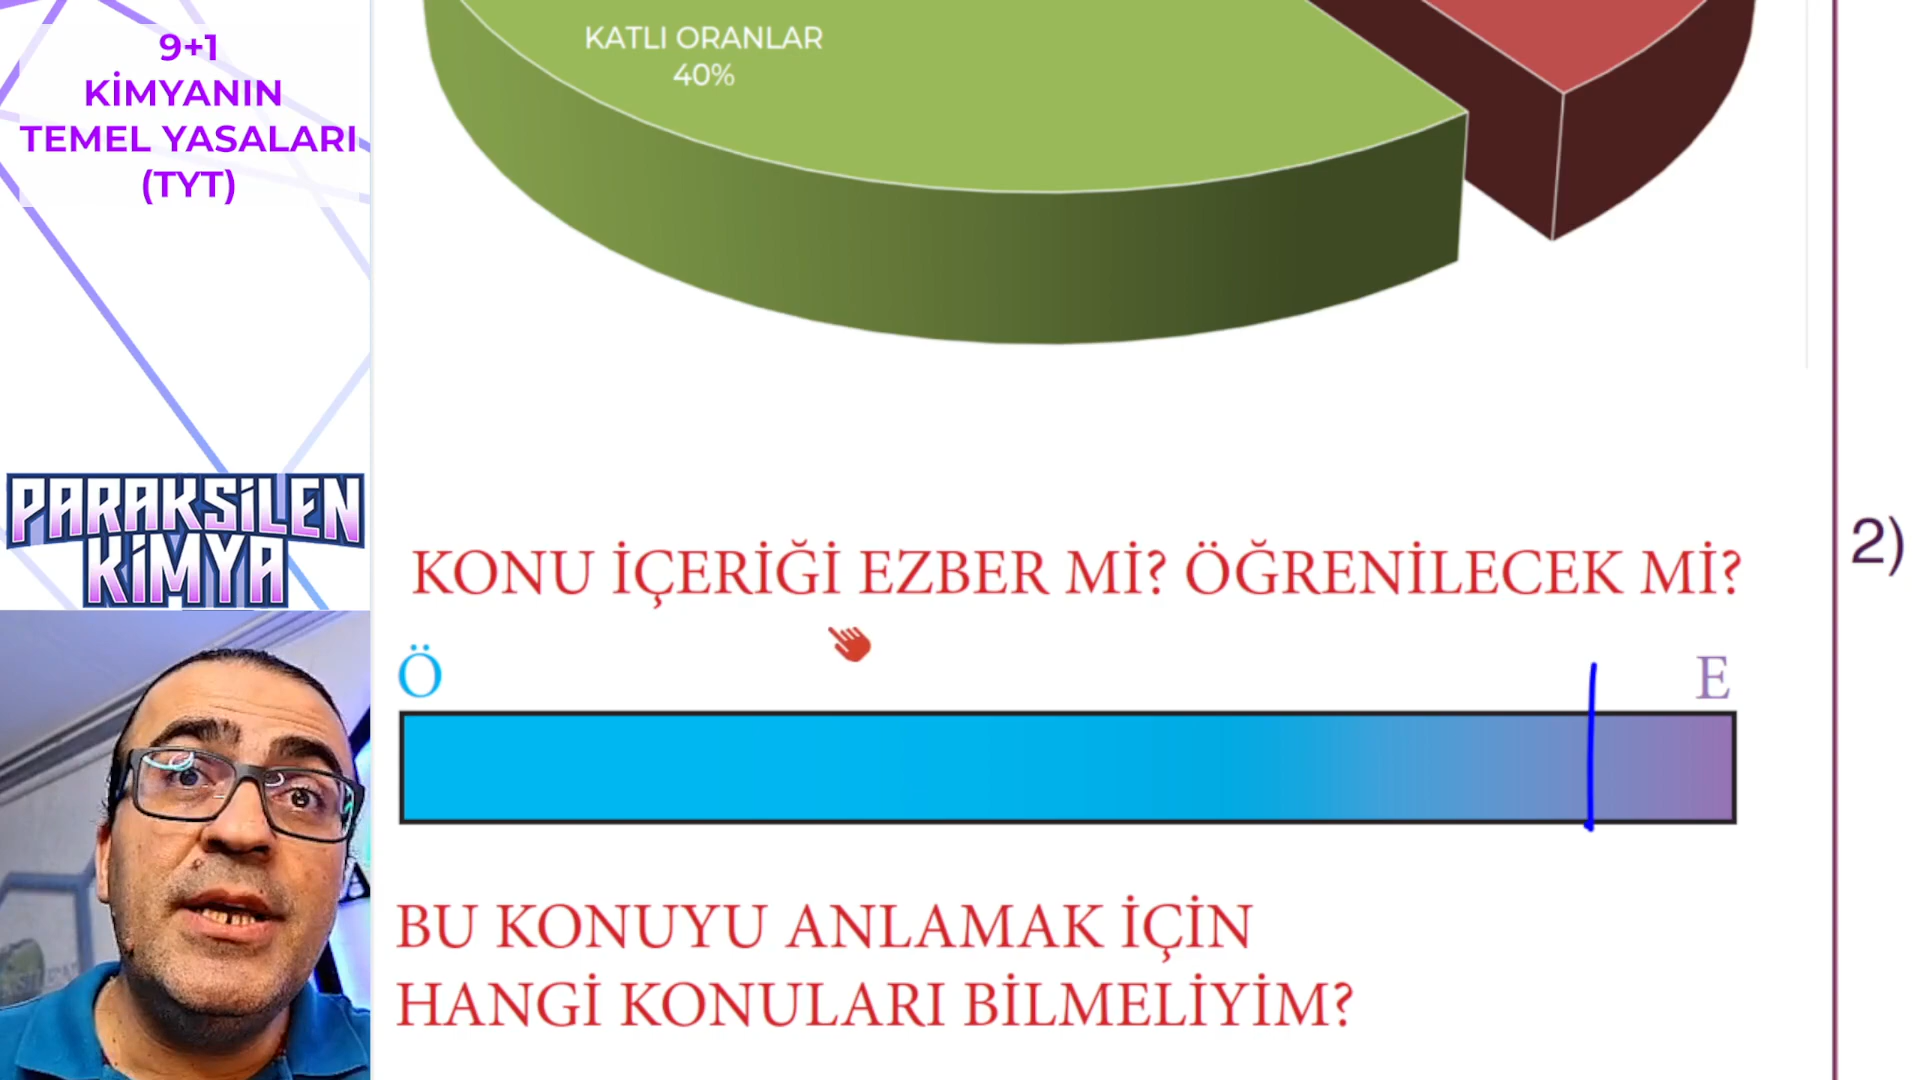 9+1
KİMYANIN
TEMEL YASALARI
(TYT)
PARAKSİLEN
KİMYA
KATLI ORANLAR
40%
KONU İÇERİĞİ EZBER Mİ? ÖĞRENİLECEK Mİ?
Ö
E
BU KONUYU ANLAMAK İÇİN
HANGİ KONULARI BİLMELİYİM?
2)